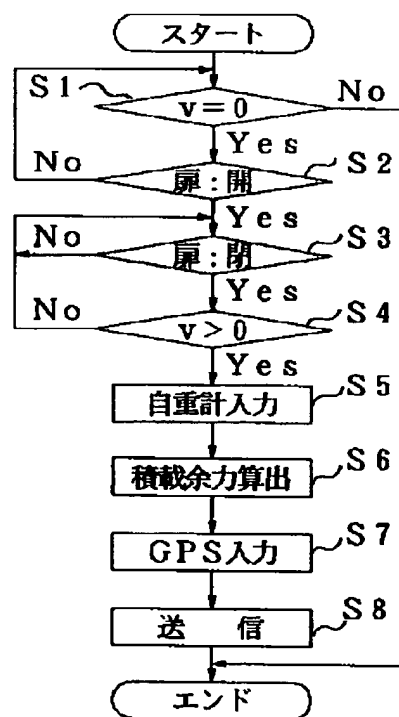 スタート
S1
v=0
No
Yes
No
扉:開
S2
Yes
No
扉:閉
S3
Yes
No
v>0
S4
Yes
自重計入力
S5
積載余力算出
S6
GPS入力
S7
送 信
S8
エンド